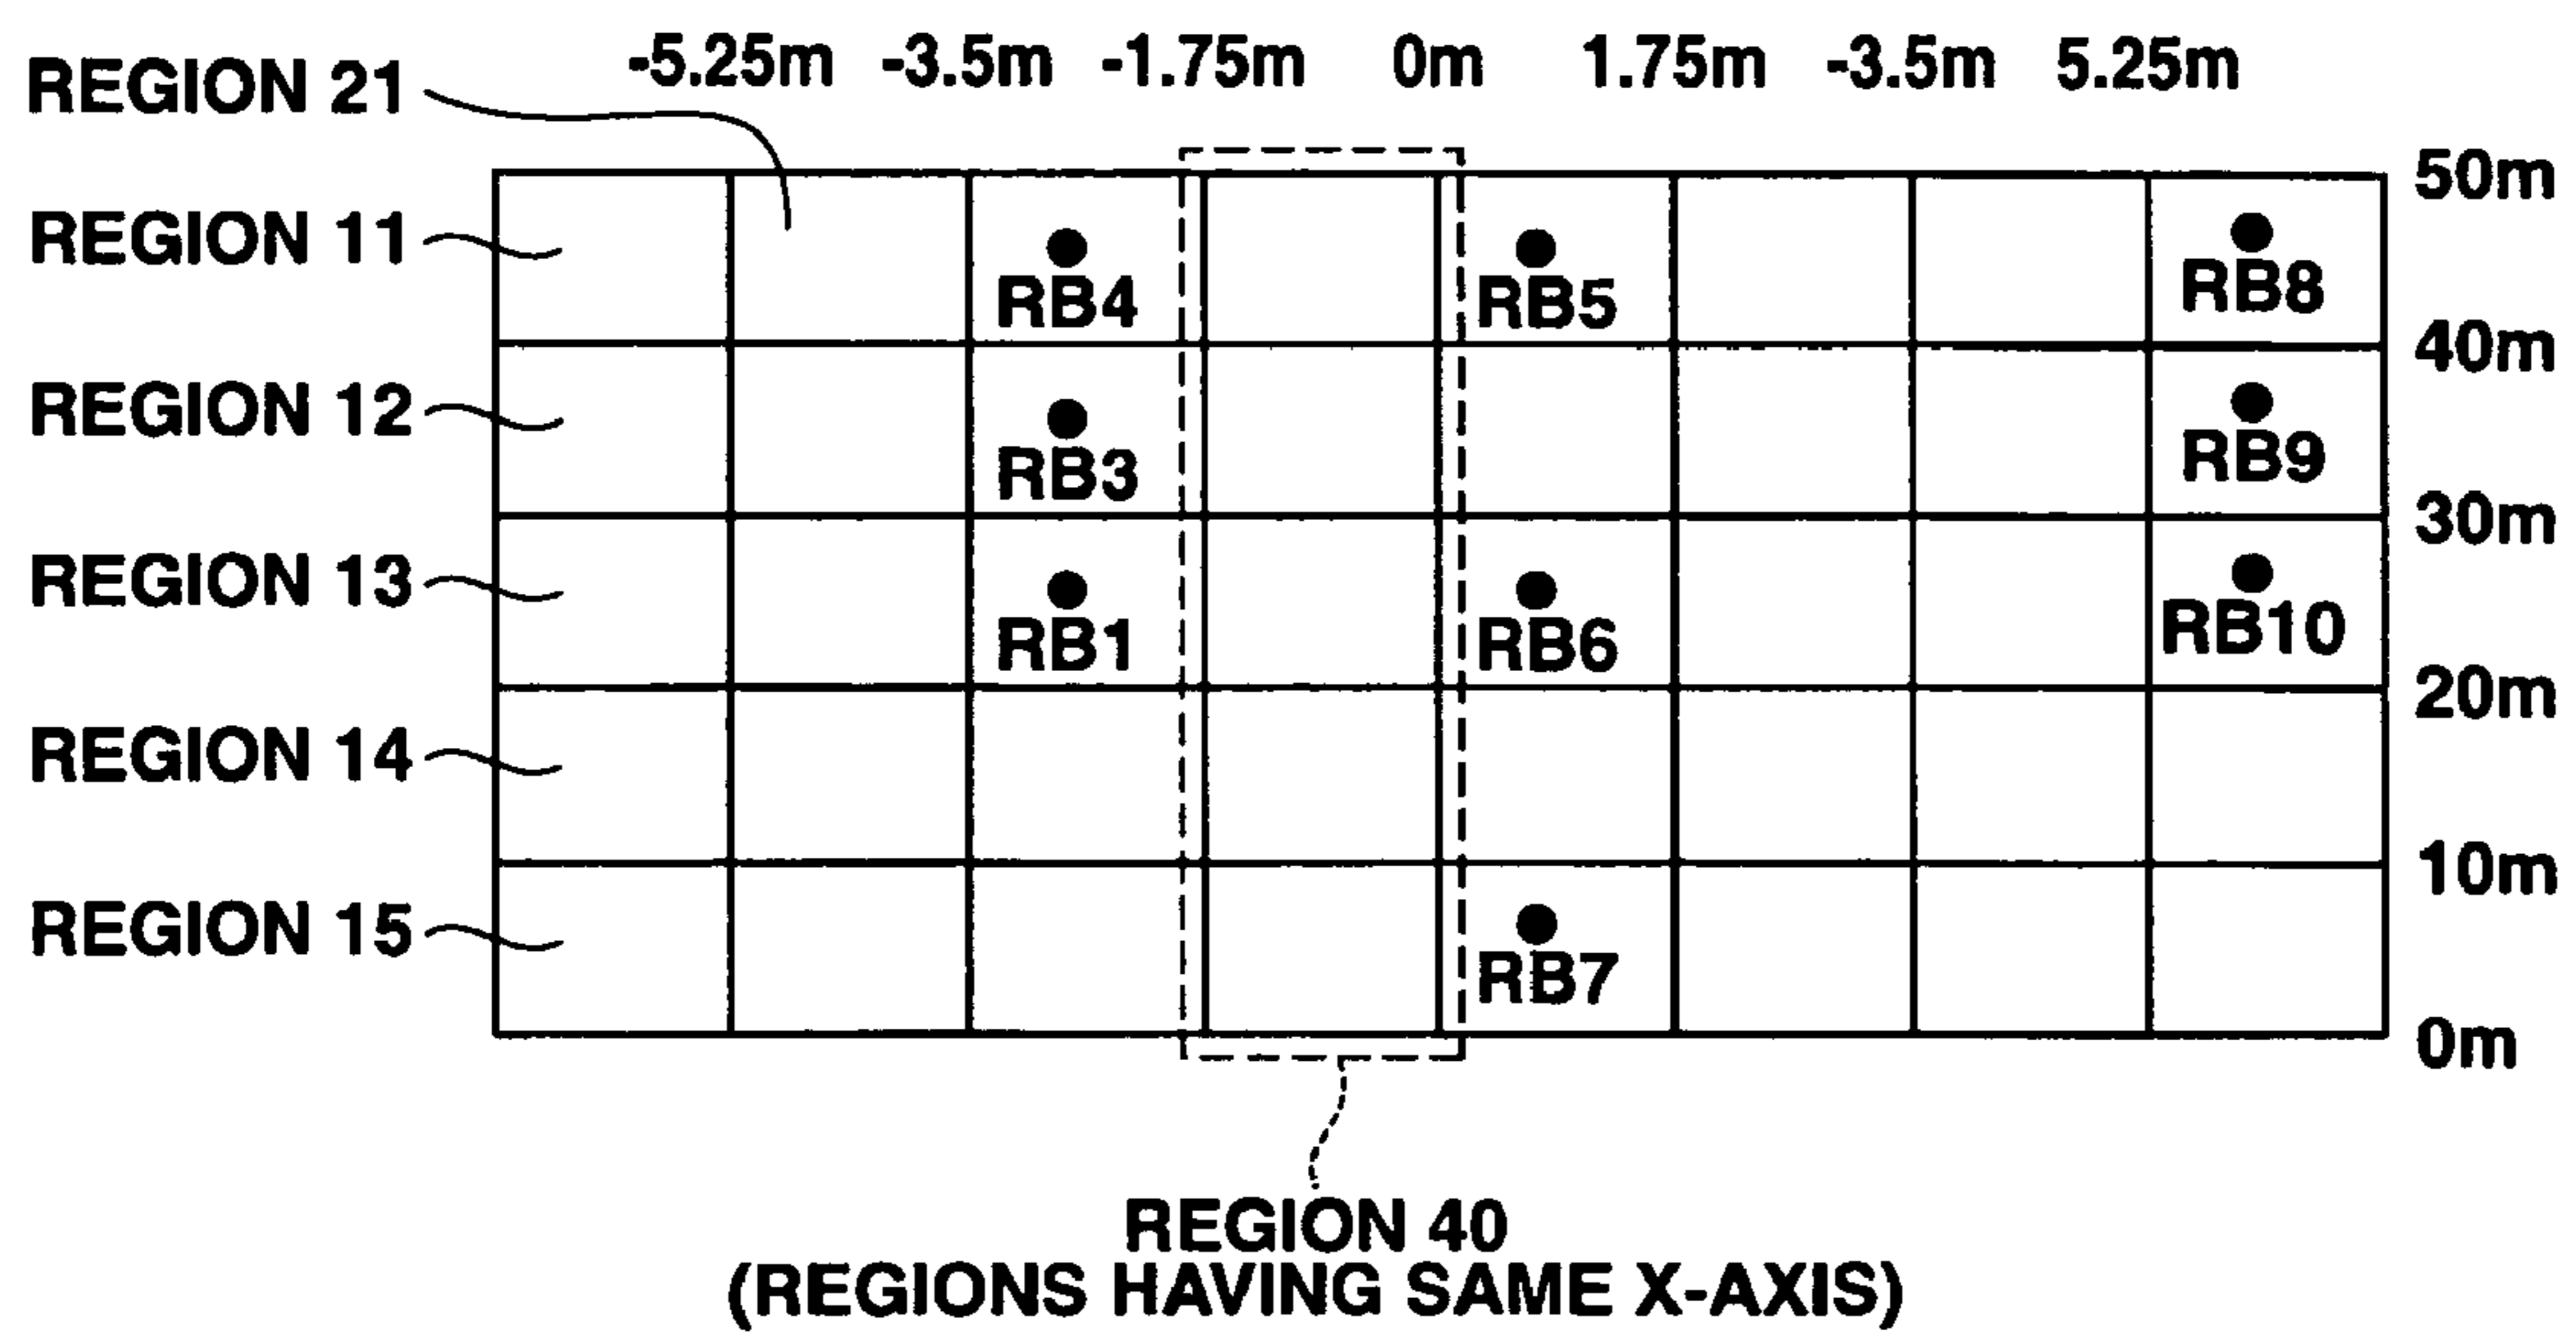 -5.25m -3.5m -1.75m 0m 1.75m -3.5m 5.25m
REGION 21
50m
REGION 11
RB4 RB5 RB8
40m
REGION 12
RB3 RB9
30m
REGION 13
RB1 RB6 RB10
20m
REGION 14
10m
REGION 15
RB7
0m
REGION 40
(REGIONS HAVING SAME X-AXIS)